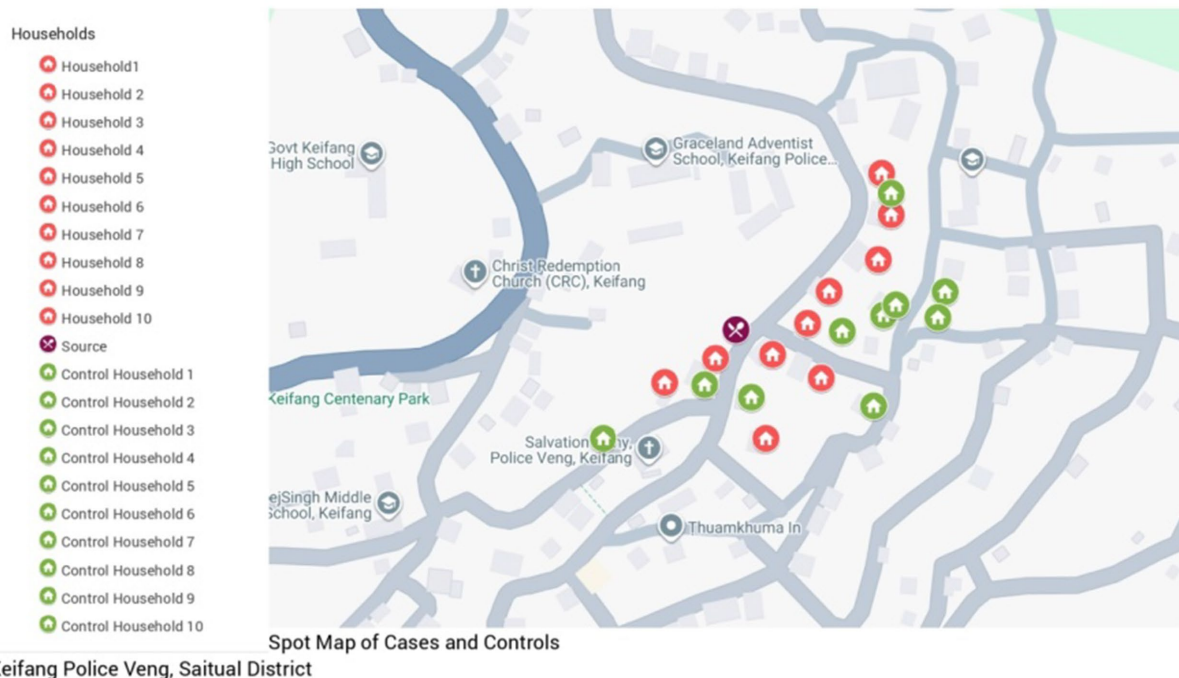 Households
Household1
Household 2
Household 3
Household 4
Household 5
Household 6
Household 7
Household 8
Household 9
Household 10
Source
Control Household 1
Control Household 2
Control Household 3
Control Household 4
Control Household 5
Control Household 6
Control Household 7
Control Household 8
Control Household 9
Control Household 10
Govt Keifang
High School
Graceland Adventist
School, Keifang Police...
Christ Redemption
Church (CRC), Keifang
Keifang Centenary Park
Salvation
Police Veng, Keifang
ejSingh Middle
School, Keifang
Thuamkhuma In
Spot Map of Cases and Controls
eifang Police Veng, Saitual District